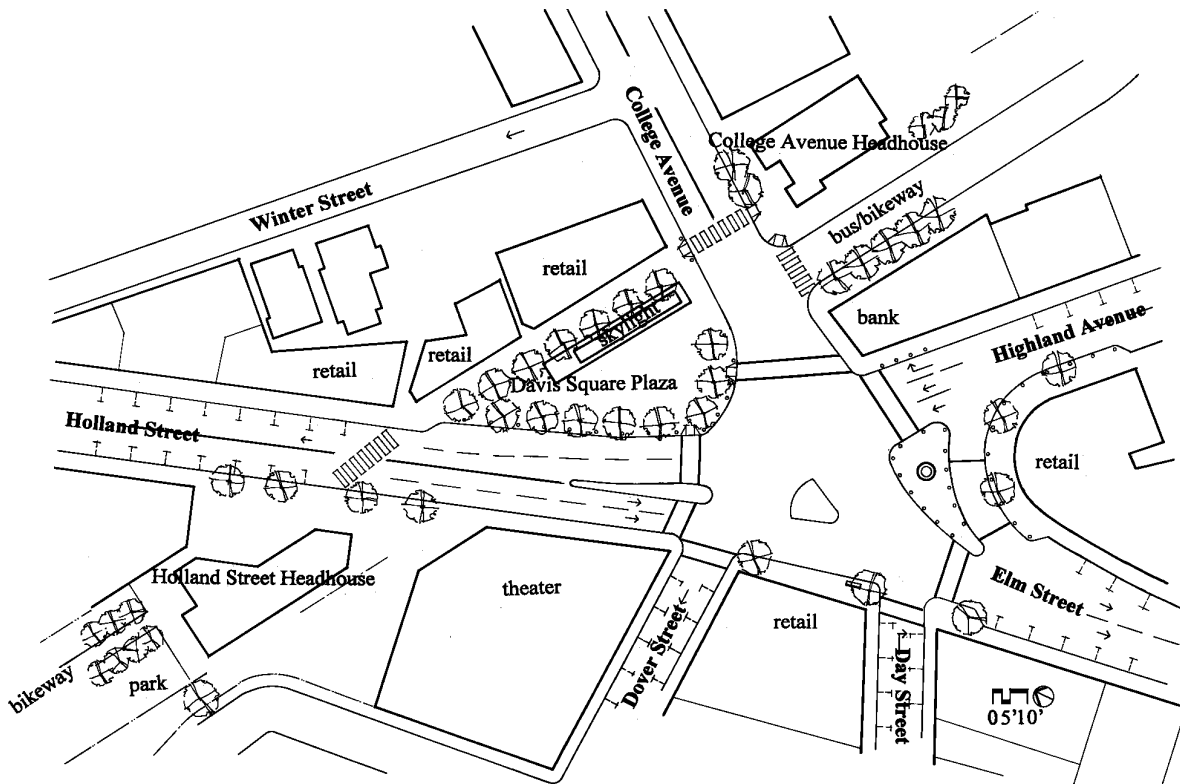 College Avenue
College Avenue Headhouse
Winter Street
bus/bikeway
retail
skylight
bank
Highland Avenue
retail
retail
Davis Square Plaza
Holland Street
retail
Holland Street Headhouse
theater
Elm Street
retail
Dover Street
Day Street
bikeway
park
0 5'10'